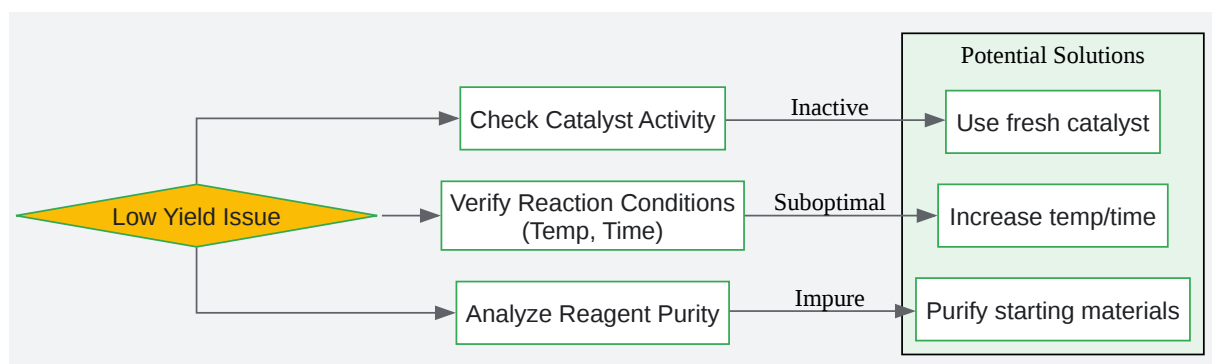 Potential Solutions
Check Catalyst Activity
Inactive
Use fresh catalyst
Low Yield Issue
Verify Reaction Conditions
(Temp, Time)
Suboptimal
Increase temp/time
Analyze Reagent Purity
Impure
Purify starting materials